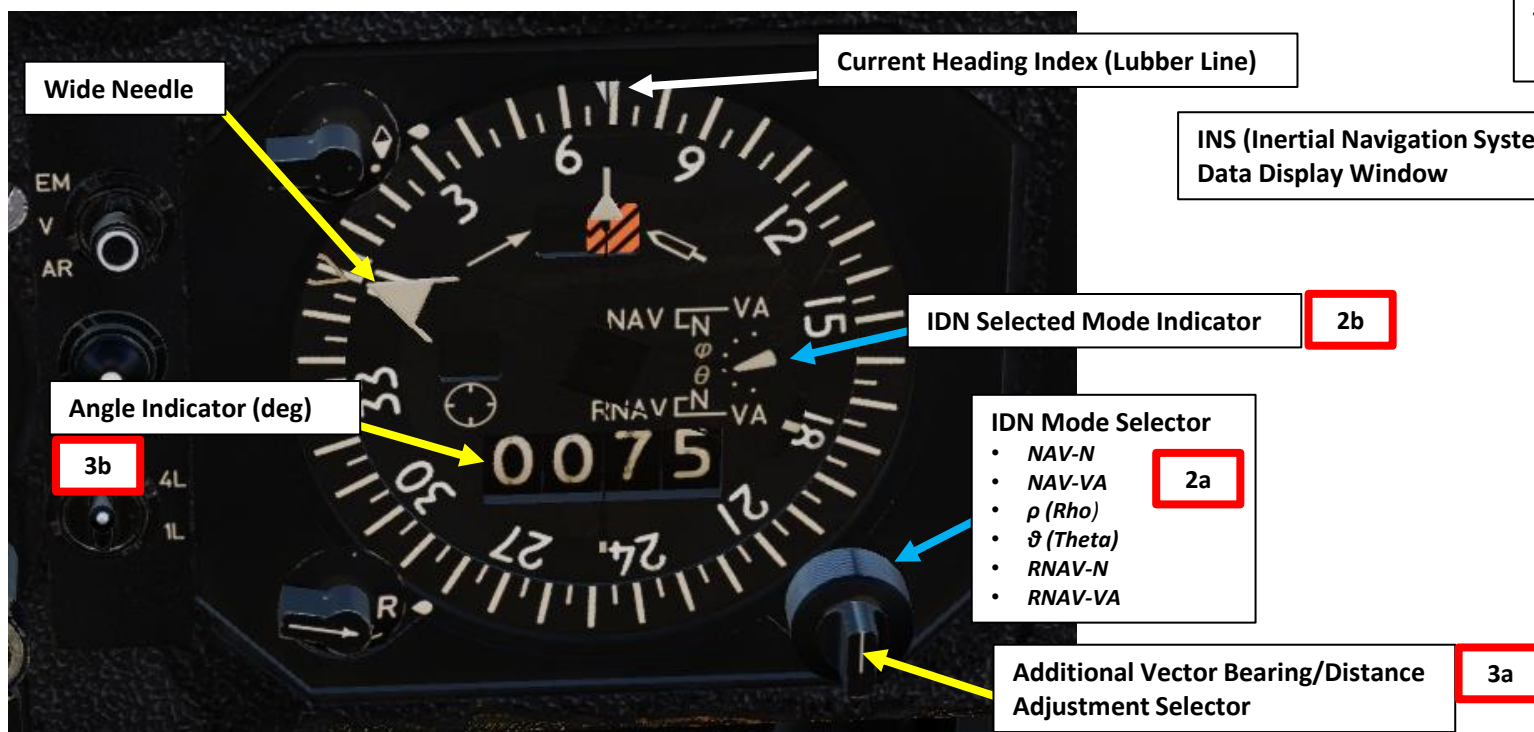 Current Heading Index (Lubber Line)
Wide Needle
INS (Inertial Navigation Syste
Data Display Window
EM
V
AR
6
9
3
12
15
NAV N VA
φ
θ
RNAV N VA
IDN Selected Mode Indicator
2b
33
Angle Indicator (deg)
3b
0075
18
4L
1L
30
21
27
24
R
IDN Mode Selector
• NAV-N
• NAV-VA
• ρ (Rho)
• ϑ (Theta)
• RNAV-N
• RNAV-VA
2a
Additional Vector Bearing/Distance
Adjustment Selector
3a